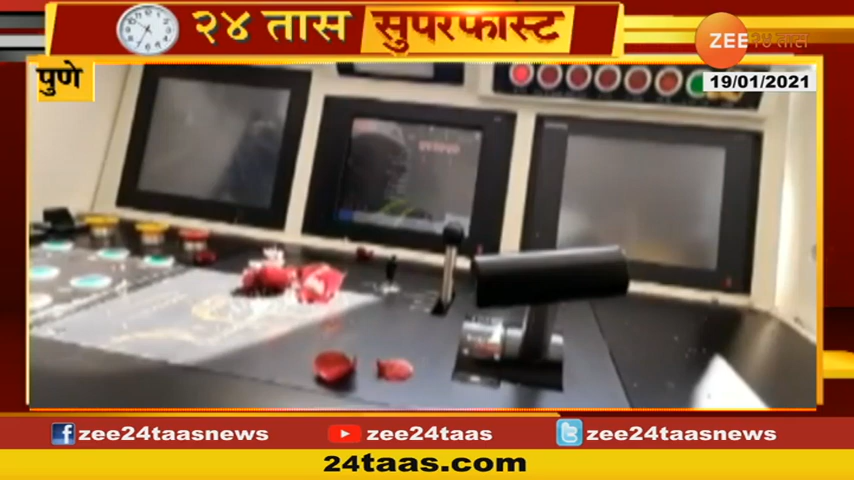 २४ तास सुपरफास्ट
ZEE २४ तास
पुणे
19/01/2021
zee24taasnews zee24taas zee24taasnews
24taas.com